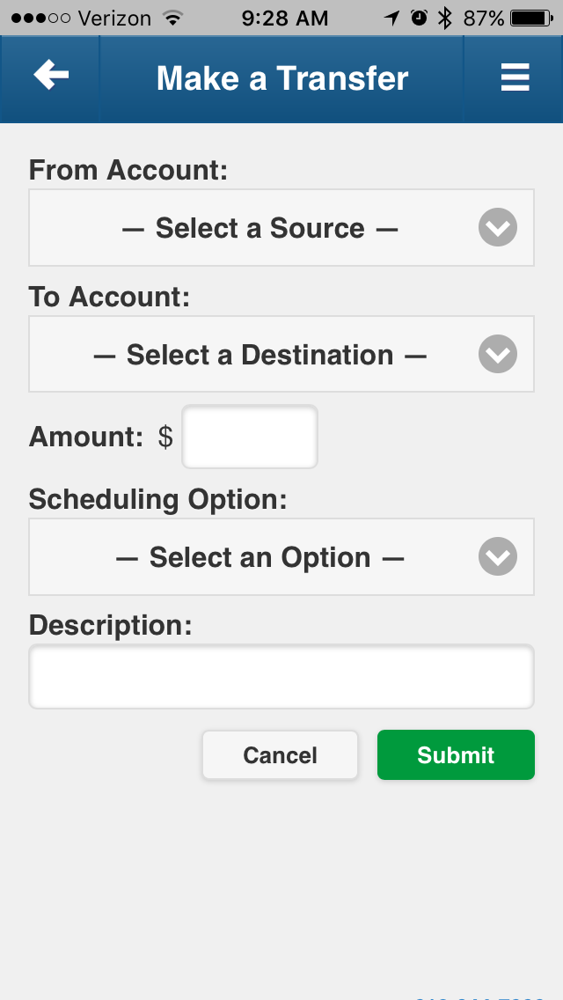 Verizon 9:28 AM 87%
Make a Transfer
From Account:
— Select a Source —
To Account:
— Select a Destination —
Amount: $
Scheduling Option:
— Select an Option —
Description:
Cancel Submit